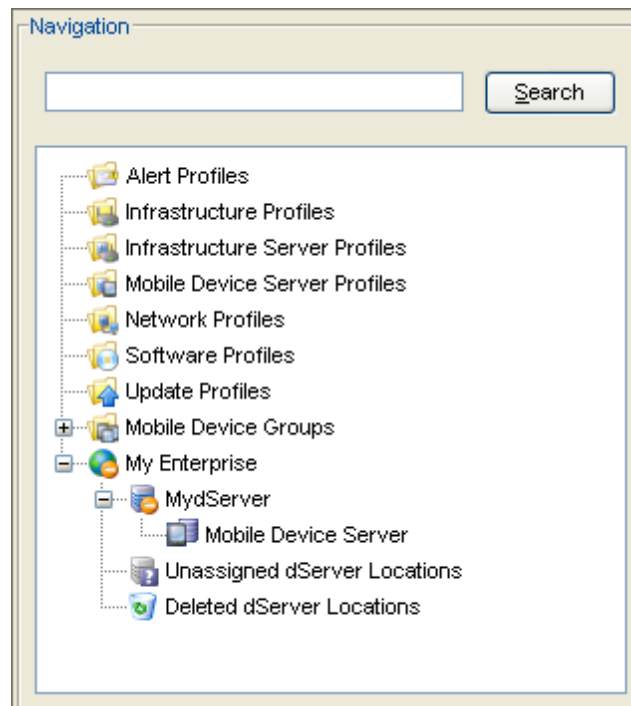 Navigation
Search
Alert Profiles
Infrastructure Profiles
Infrastructure Server Profiles
Mobile Device Server Profiles
Network Profiles
Software Profiles
Update Profiles
Mobile Device Groups
My Enterprise
MydServer
Mobile Device Server
Unassigned dServer Locations
Deleted dServer Locations